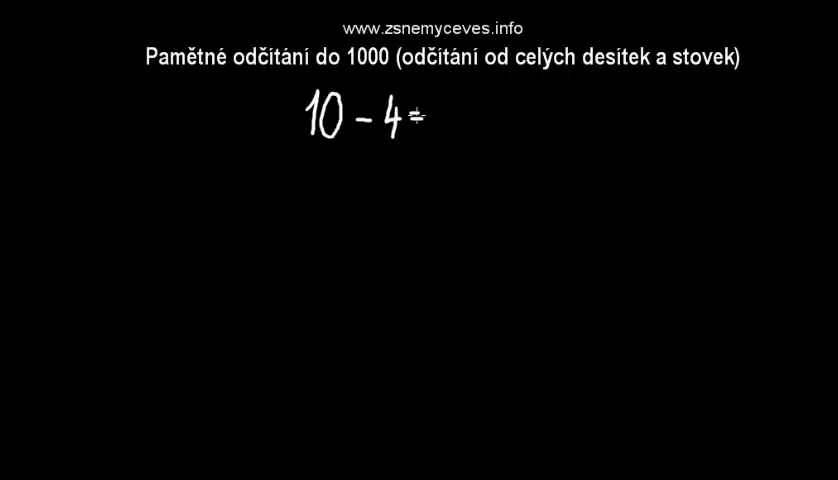 www.zsnemyceves.info
Pamětné odčítání do 1000 (odčítání od celých desítek a stovek)
10 - 4 =